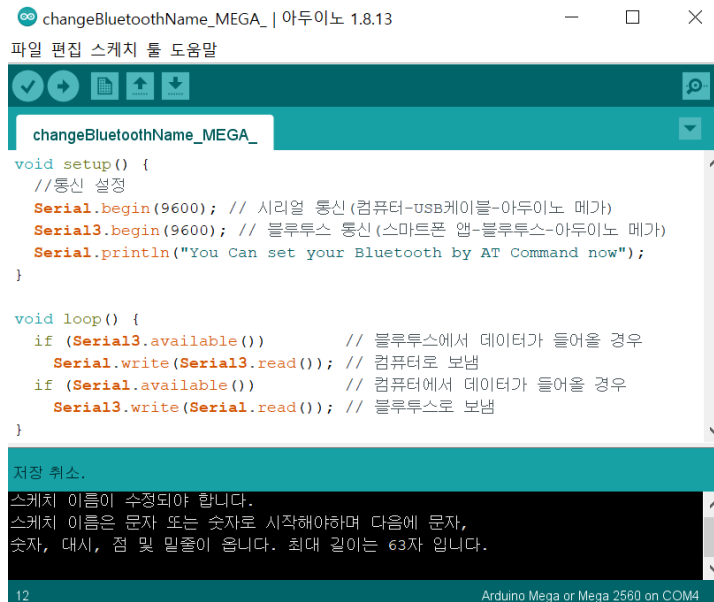 changeBluetoothName_MEGA_ | 아두이노 1.8.13
파일 편집 스케치 툴 도움말
changeBluetoothName_MEGA_
void setup() {
  //통신 설정
  Serial.begin(9600); // 시리얼 통신(컴퓨터-USB케이블-아두이노 메가)
  Serial3.begin(9600); // 블루투스 통신(스마트폰 앱-블루투스-아두이노 메가)
  Serial.println("You Can set your Bluetooth by AT Command now");
}
void loop() {
  if (Serial3.available())         // 블루투스에서 데이터가 들어올 경우
    Serial.write(Serial3.read()); // 컴퓨터로 보냄
  if (Serial.available())          // 컴퓨터에서 데이터가 들어올 경우
    Serial3.write(Serial.read()); // 블루투스로 보냄
}
저장 취소.
스케치 이름이 수정되야 합니다.
스케치 이름은 문자 또는 숫자로 시작해야하며 다음에 문자,
숫자, 대시, 점 및 밑줄이 옵니다. 최대 길이는 63자 입니다.
12 Arduino Mega or Mega 2560 on COM4